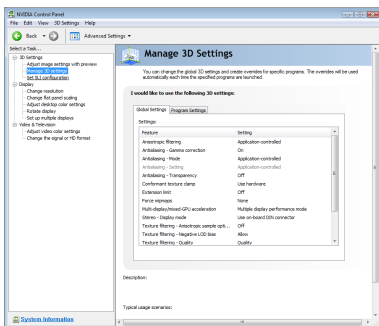 NVIDIA Control Panel
File Edit View 3D Settings Help
Back
Advanced Settings
Select a Task...
3D Settings
Adjust image settings with preview
Manage 3D settings
Set SLI configuration
Display
Change resolution
Change flat panel scaling
Adjust desktop color settings
Rotate display
Set up multiple displays
Video & Television
Adjust video color settings
Change the signal or HD format
System Information
Manage 3D Settings
You can change the global 3D settings and create overrides for specific programs. The overrides will be used
automatically each time the specified programs are launched.
I would like to use the following 3D settings:
Global Settings Program Settings
Settings:
Feature Setting
Anisotropic filtering Application-controlled
Antialiasing - Gamma correction On
Antialiasing - Mode Application-controlled
Antialiasing - Setting Application-controlled
Antialiasing - Transparency Off
Conformant texture clamp Use hardware
Extension limit Off
Force mipmaps None
Multi-display/mixed-GPU acceleration Multiple display performance mode
Stereo - Display mode Use on-board DIN connector
Texture filtering - Anisotropic sample opti... Off
Texture filtering - Negative LOD bias Allow
Texture filtering - Quality Quality
Description:
Typical usage scenarios: